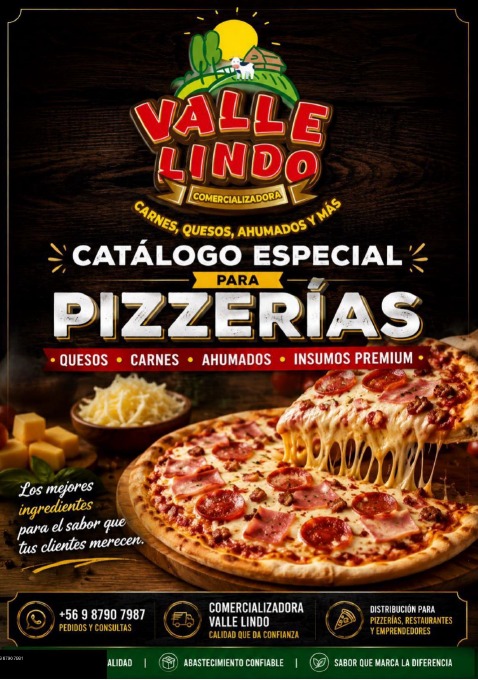 VALLE
LINDO
COMERCIALIZADORA
CARNES, QUESOS, AHUMADOS Y MÁS
CATÁLOGO ESPECIAL
PARA
PIZZERÍAS
• QUESOS • CARNES • AHUMADOS • INSUMOS PREMIUM •
Los mejores
ingredientes
para el sabor que
tus clientes merecen.
+56 9 8790 7987
PEDIDOS Y CONSULTAS
COMERCIALIZADORA
VALLE LINDO
CALIDAD QUE DA CONFIANZA
DISTRIBUCIÓN PARA
PIZZERÍAS, RESTAURANTES
Y EMPRENDEDORES
ALIDAD | ABASTECIMIENTO CONFIABLE | SABOR QUE MARCA LA DIFERENCIA